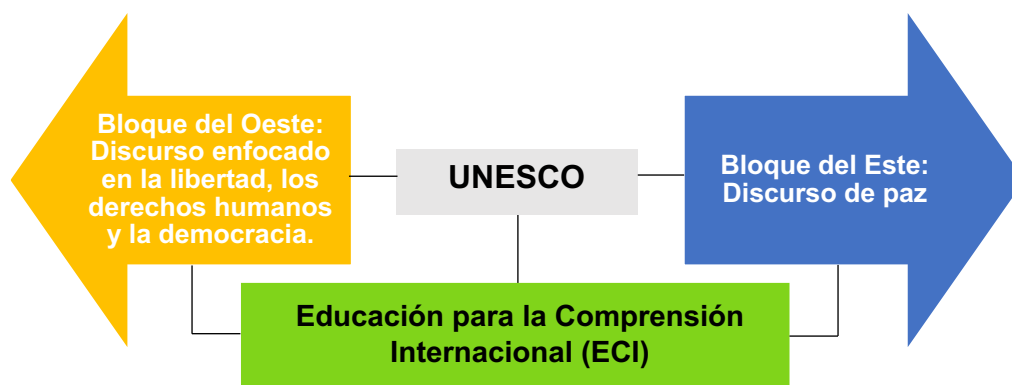 Bloque del Oeste:
Discurso enfocado
en la libertad, los
derechos humanos
y la democracia.
UNESCO
Bloque del Este:
Discurso de paz
Educación para la Comprensión
Internacional (ECI)